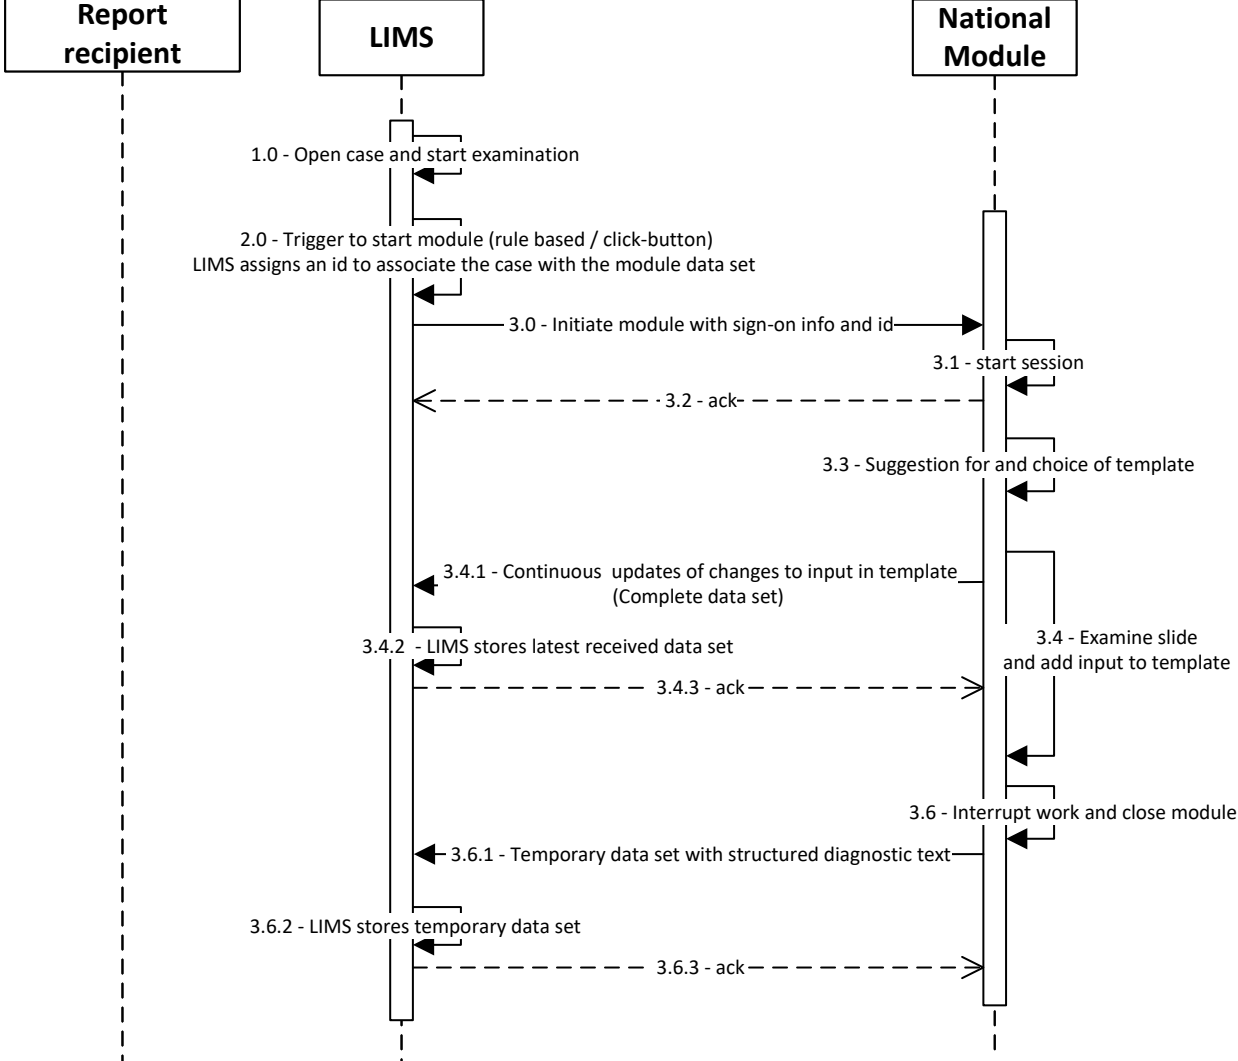 Report
recipient
LIMS
National
Module
1.0 - Open case and start examination
2.0 - Trigger to start module (rule based / click-button)
LIMS assigns an id to associate the case with the module data set
3.0 - Initiate module with sign-on info and id
3.1 - start session
3.2 - ack
3.3 - Suggestion for and choice of template
3.4.1 - Continuous  updates of changes to input in template
(Complete data set)
3.4 - Examine slide
and add input to template
3.4.2  - LIMS stores latest received data set
3.4.3 - ack
3.6 - Interrupt work and close module
3.6.1 - Temporary data set with structured diagnostic text
3.6.2 - LIMS stores temporary data set
3.6.3 - ack